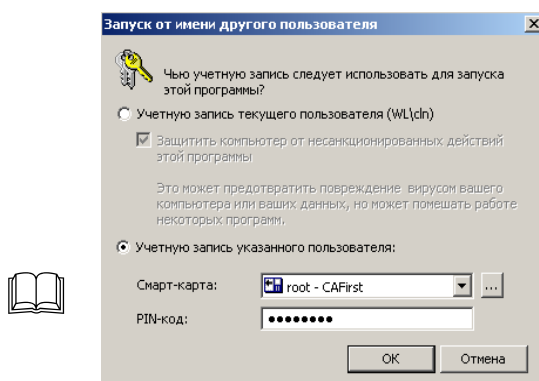 Запуск от имени другого пользователя
Чью учетную запись следует использовать для запуска
этой программы?
Учетную запись текущего пользователя (WL\cln)
Защитить компьютер от несанкционированных действий
этой программы
Это может предотвратить повреждение вирусом вашего
компьютера или ваших данных, но может помешать работе
некоторых программ.
Учетную запись указанного пользователя:
Смарт-карта:
root - CAFirst
...
PIN-код:
●●●●●●●●
OK
Отмена